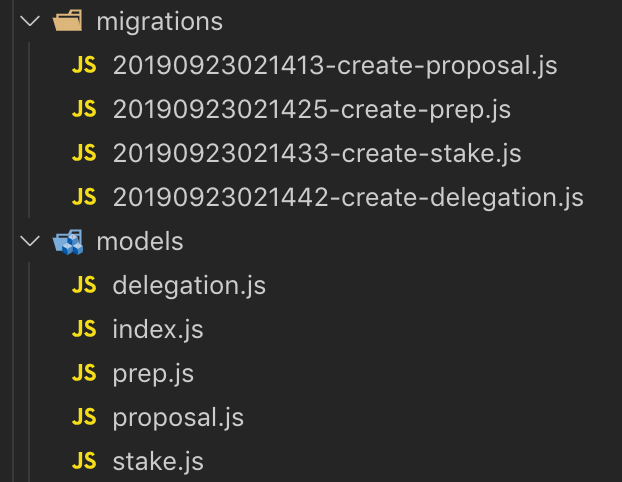 migrations
JS 20190923021413-create-proposal.js
JS 20190923021425-create-prep.js
JS 20190923021433-create-stake.js
JS 20190923021442-create-delegation.js
models
JS delegation.js
JS index.js
JS prep.js
JS proposal.js
JS stake.js